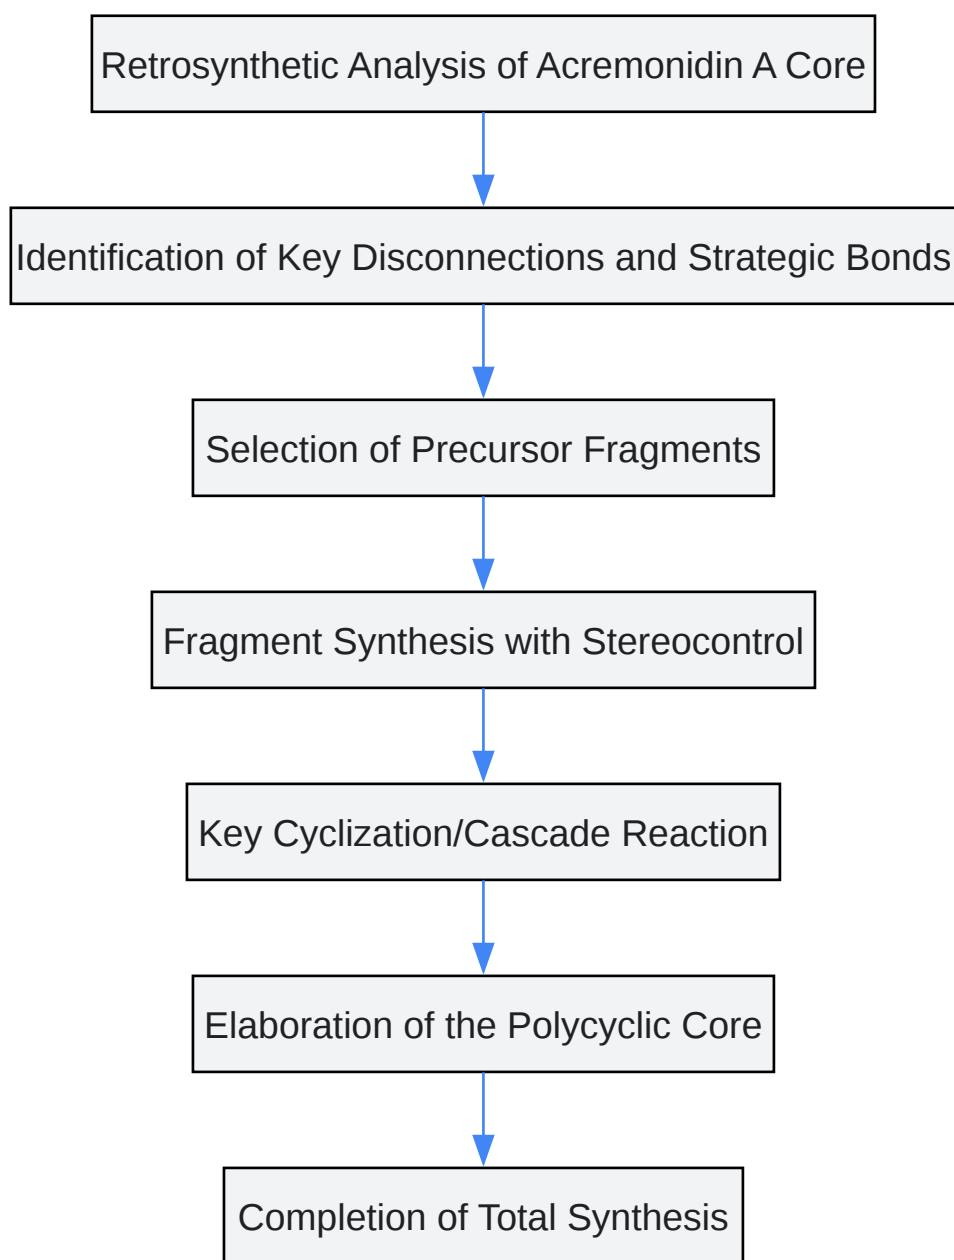 Retrosynthetic Analysis of Acremonidin A Core
Identification of Key Disconnections and Strategic Bonds
Selection of Precursor Fragments
Fragment Synthesis with Stereocontrol
Key Cyclization/Cascade Reaction
Elaboration of the Polycyclic Core
Completion of Total Synthesis